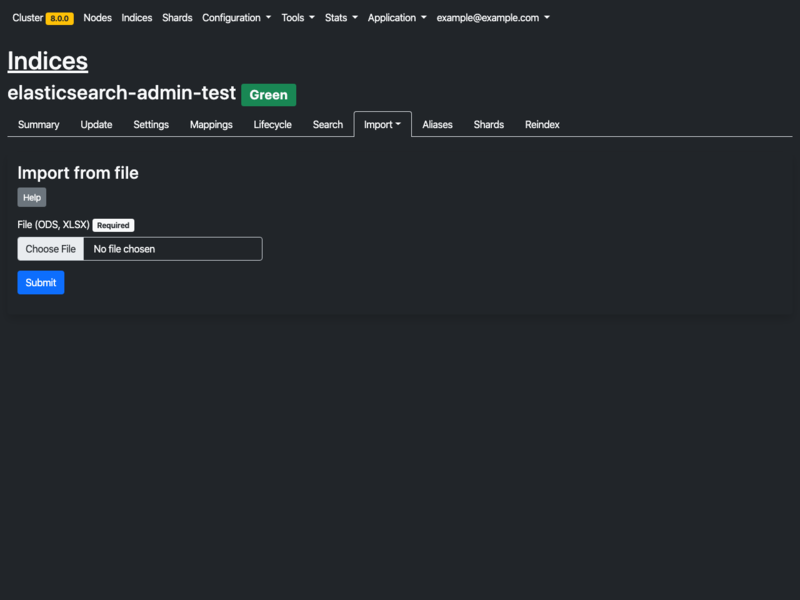 Cluster 8.0.0 Nodes Indices Shards Configuration Tools Stats Application example@example.com
Indices
elasticsearch-admin-test Green
Summary Update Settings Mappings Lifecycle Search Import Aliases Shards Reindex
Import from file
Help
File (ODS, XLSX) Required
Choose File No file chosen
Submit